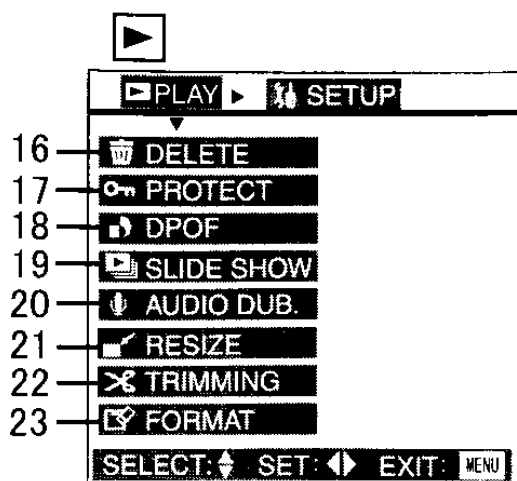 PLAY SETUP
16 DELETE
17 PROTECT
18 DPOF
19 SLIDE SHOW
20 AUDIO DUB.
21 RESIZE
22 TRIMMING
23 FORMAT
SELECT: SET: EXIT: MENU